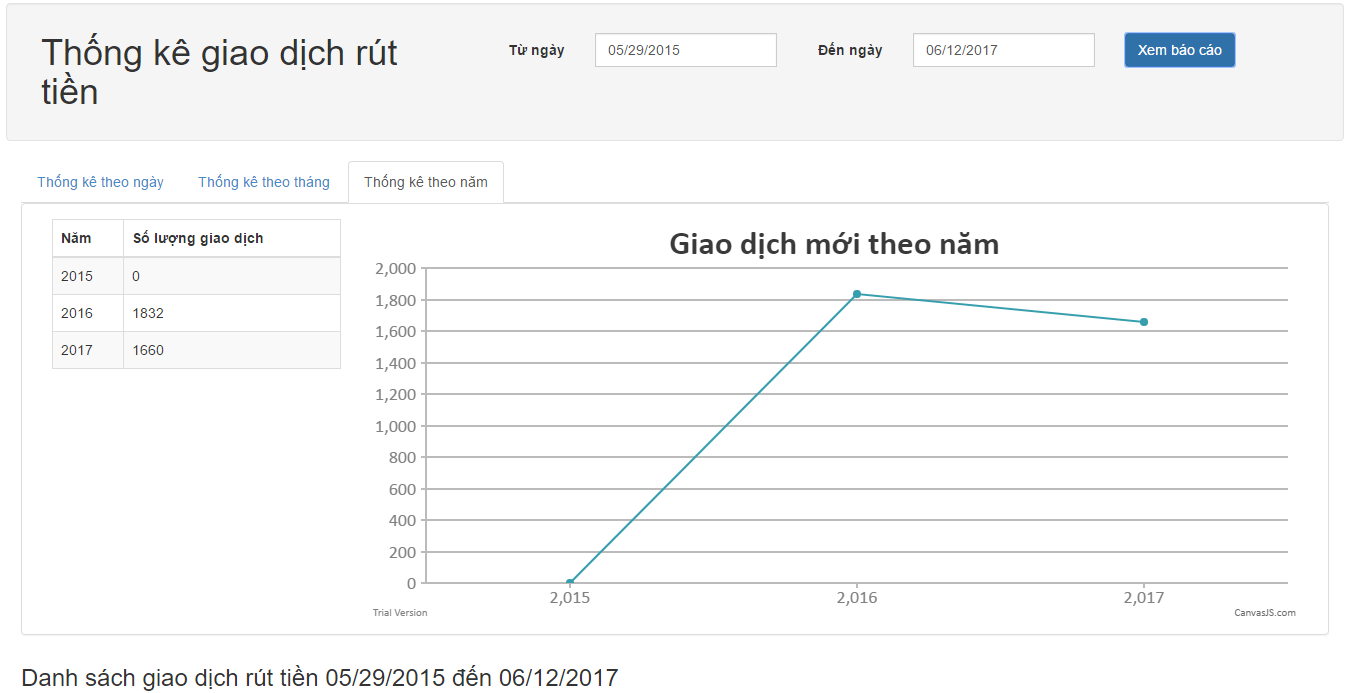 Thống kê giao dịch rút
tiền
Từ ngày 05/29/2015 Đến ngày 06/12/2017 Xem báo cáo
Thống kê theo ngày Thống kê theo tháng Thống kê theo năm
Năm Số lượng giao dịch
2015 0
2016 1832
2017 1660
Giao dịch mới theo năm
2,000
1,800
1,600
1,400
1,200
1,000
800
600
400
200
0
2,015 2,016 2,017
Trial Version CanvasJS.com
Danh sách giao dịch rút tiền 05/29/2015 đến 06/12/2017